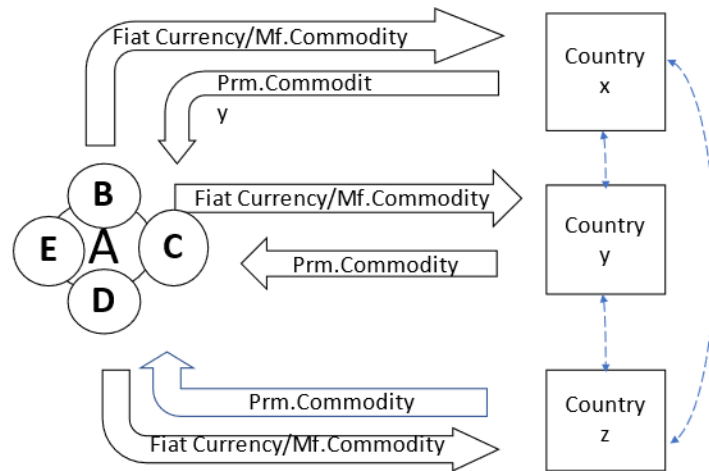 Fiat Currency/Mf.Commodity
Prm.Commodit
y
Country
x
B
E
A
C
D
Fiat Currency/Mf.Commodity
Prm.Commodity
Country
y
Prm.Commodity
Fiat Currency/Mf.Commodity
Country
z